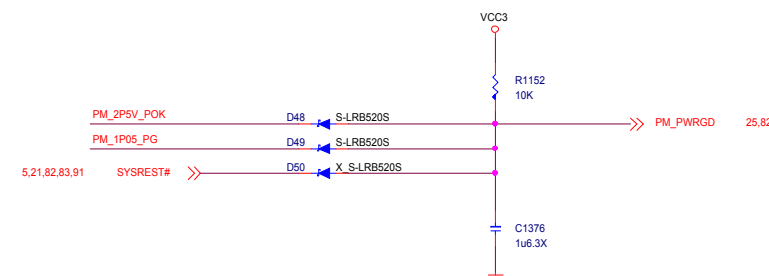 VCC3
R1152
10K
PM_2P5V_POK D48 S-LRB520S
PM_PWRGD 25,82
PM_1P05_PG D49 S-LRB520S
5,21,82,83,91 SYSREST# D50 X_S-LRB520S
C1376
1u6.3X